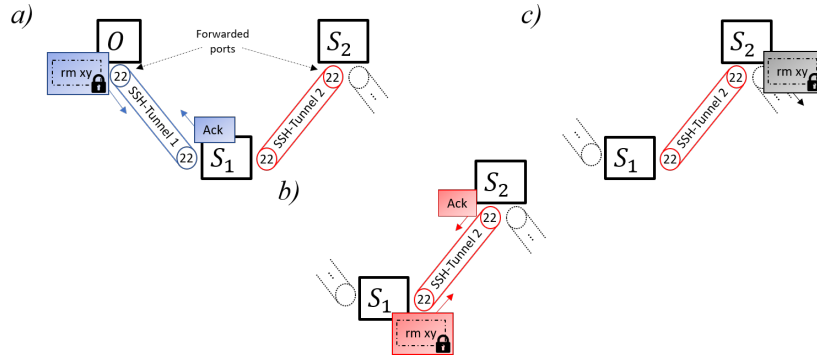 a)
O
Forwarded
ports
S₂
rm xy
22
22
SSH-Tunnel 1
SSH-Tunnel 2
...
Ack
22
S₁
22
b)
S₂
Ack
22
...
SSH-Tunnel 2
...
S₁
22
rm xy
c)
S₂
22
rm xy
...
...
SSH-Tunnel 2
S₁
22